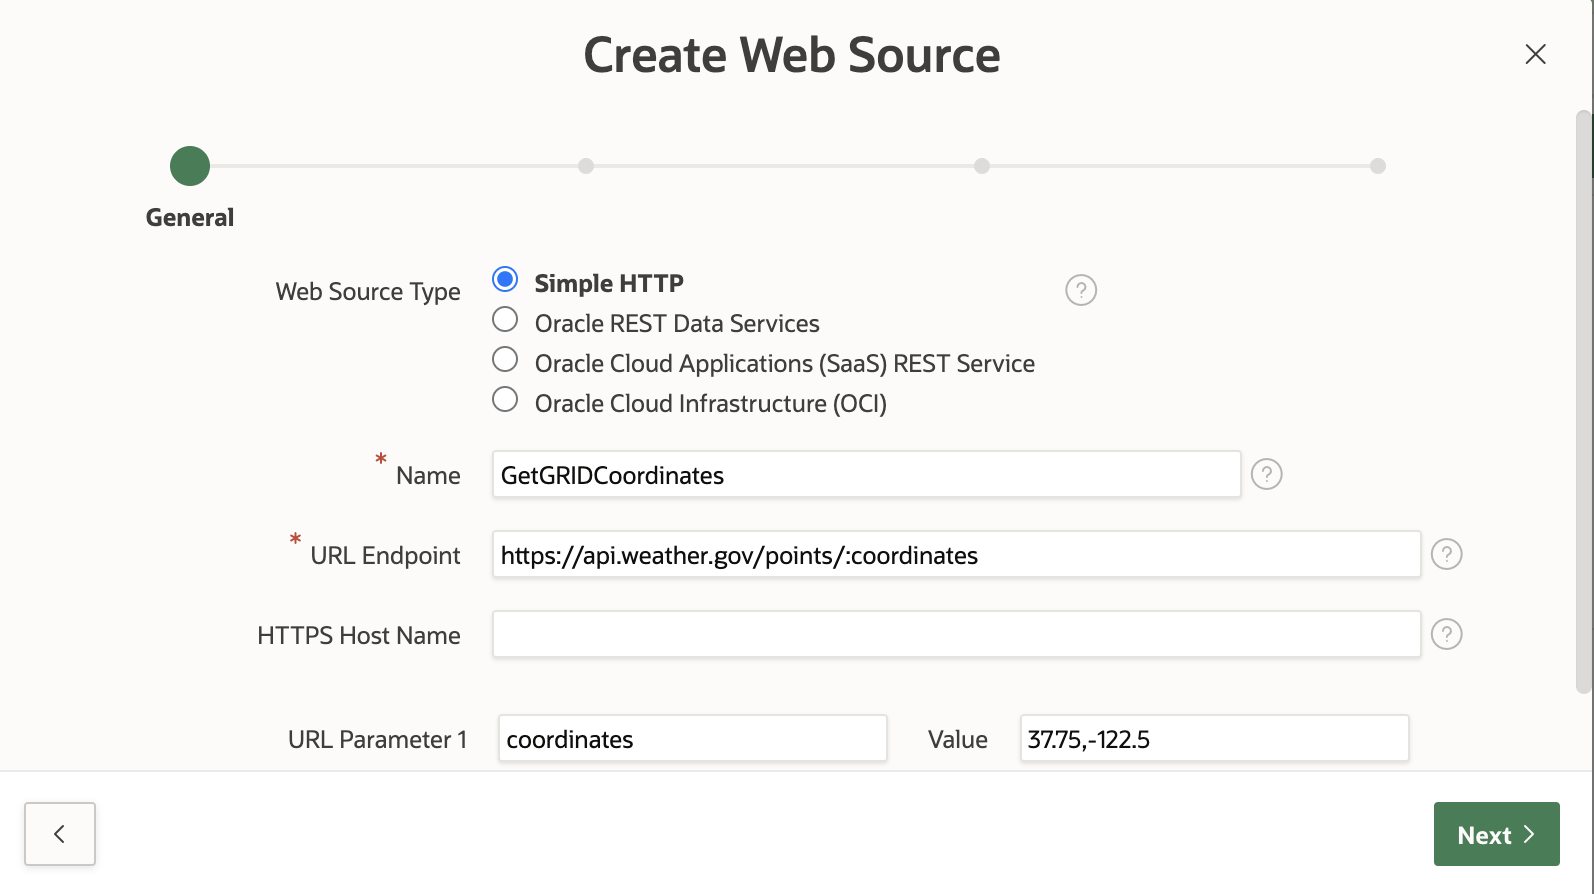 Create Web Source
General
Web Source Type
Simple HTTP
?
Oracle REST Data Services
Oracle Cloud Applications (SaaS) REST Service
Oracle Cloud Infrastructure (OCI)
* Name GetGRIDCoordinates ?
* URL Endpoint https://api.weather.gov/points/:coordinates ?
HTTPS Host Name ?
URL Parameter 1 coordinates Value 37.75,-122.5
Next